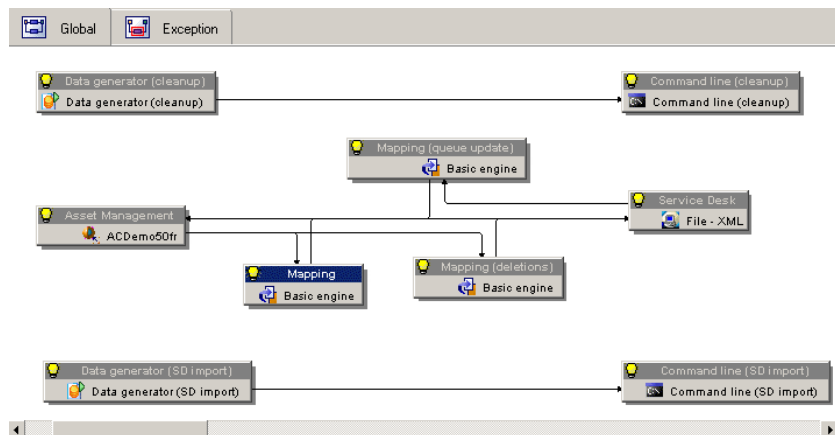 Global
Exception
Data generator (cleanup)
Data generator (cleanup)
Command line (cleanup)
Command line (cleanup)
Mapping (queue update)
Basic engine
Service Desk
File - XML
Asset Management
ACDemo50fr
Mapping
Basic engine
Mapping (deletions)
Basic engine
Data generator (SD import)
Data generator (SD import)
Command line (SD import)
Command line (SD import)